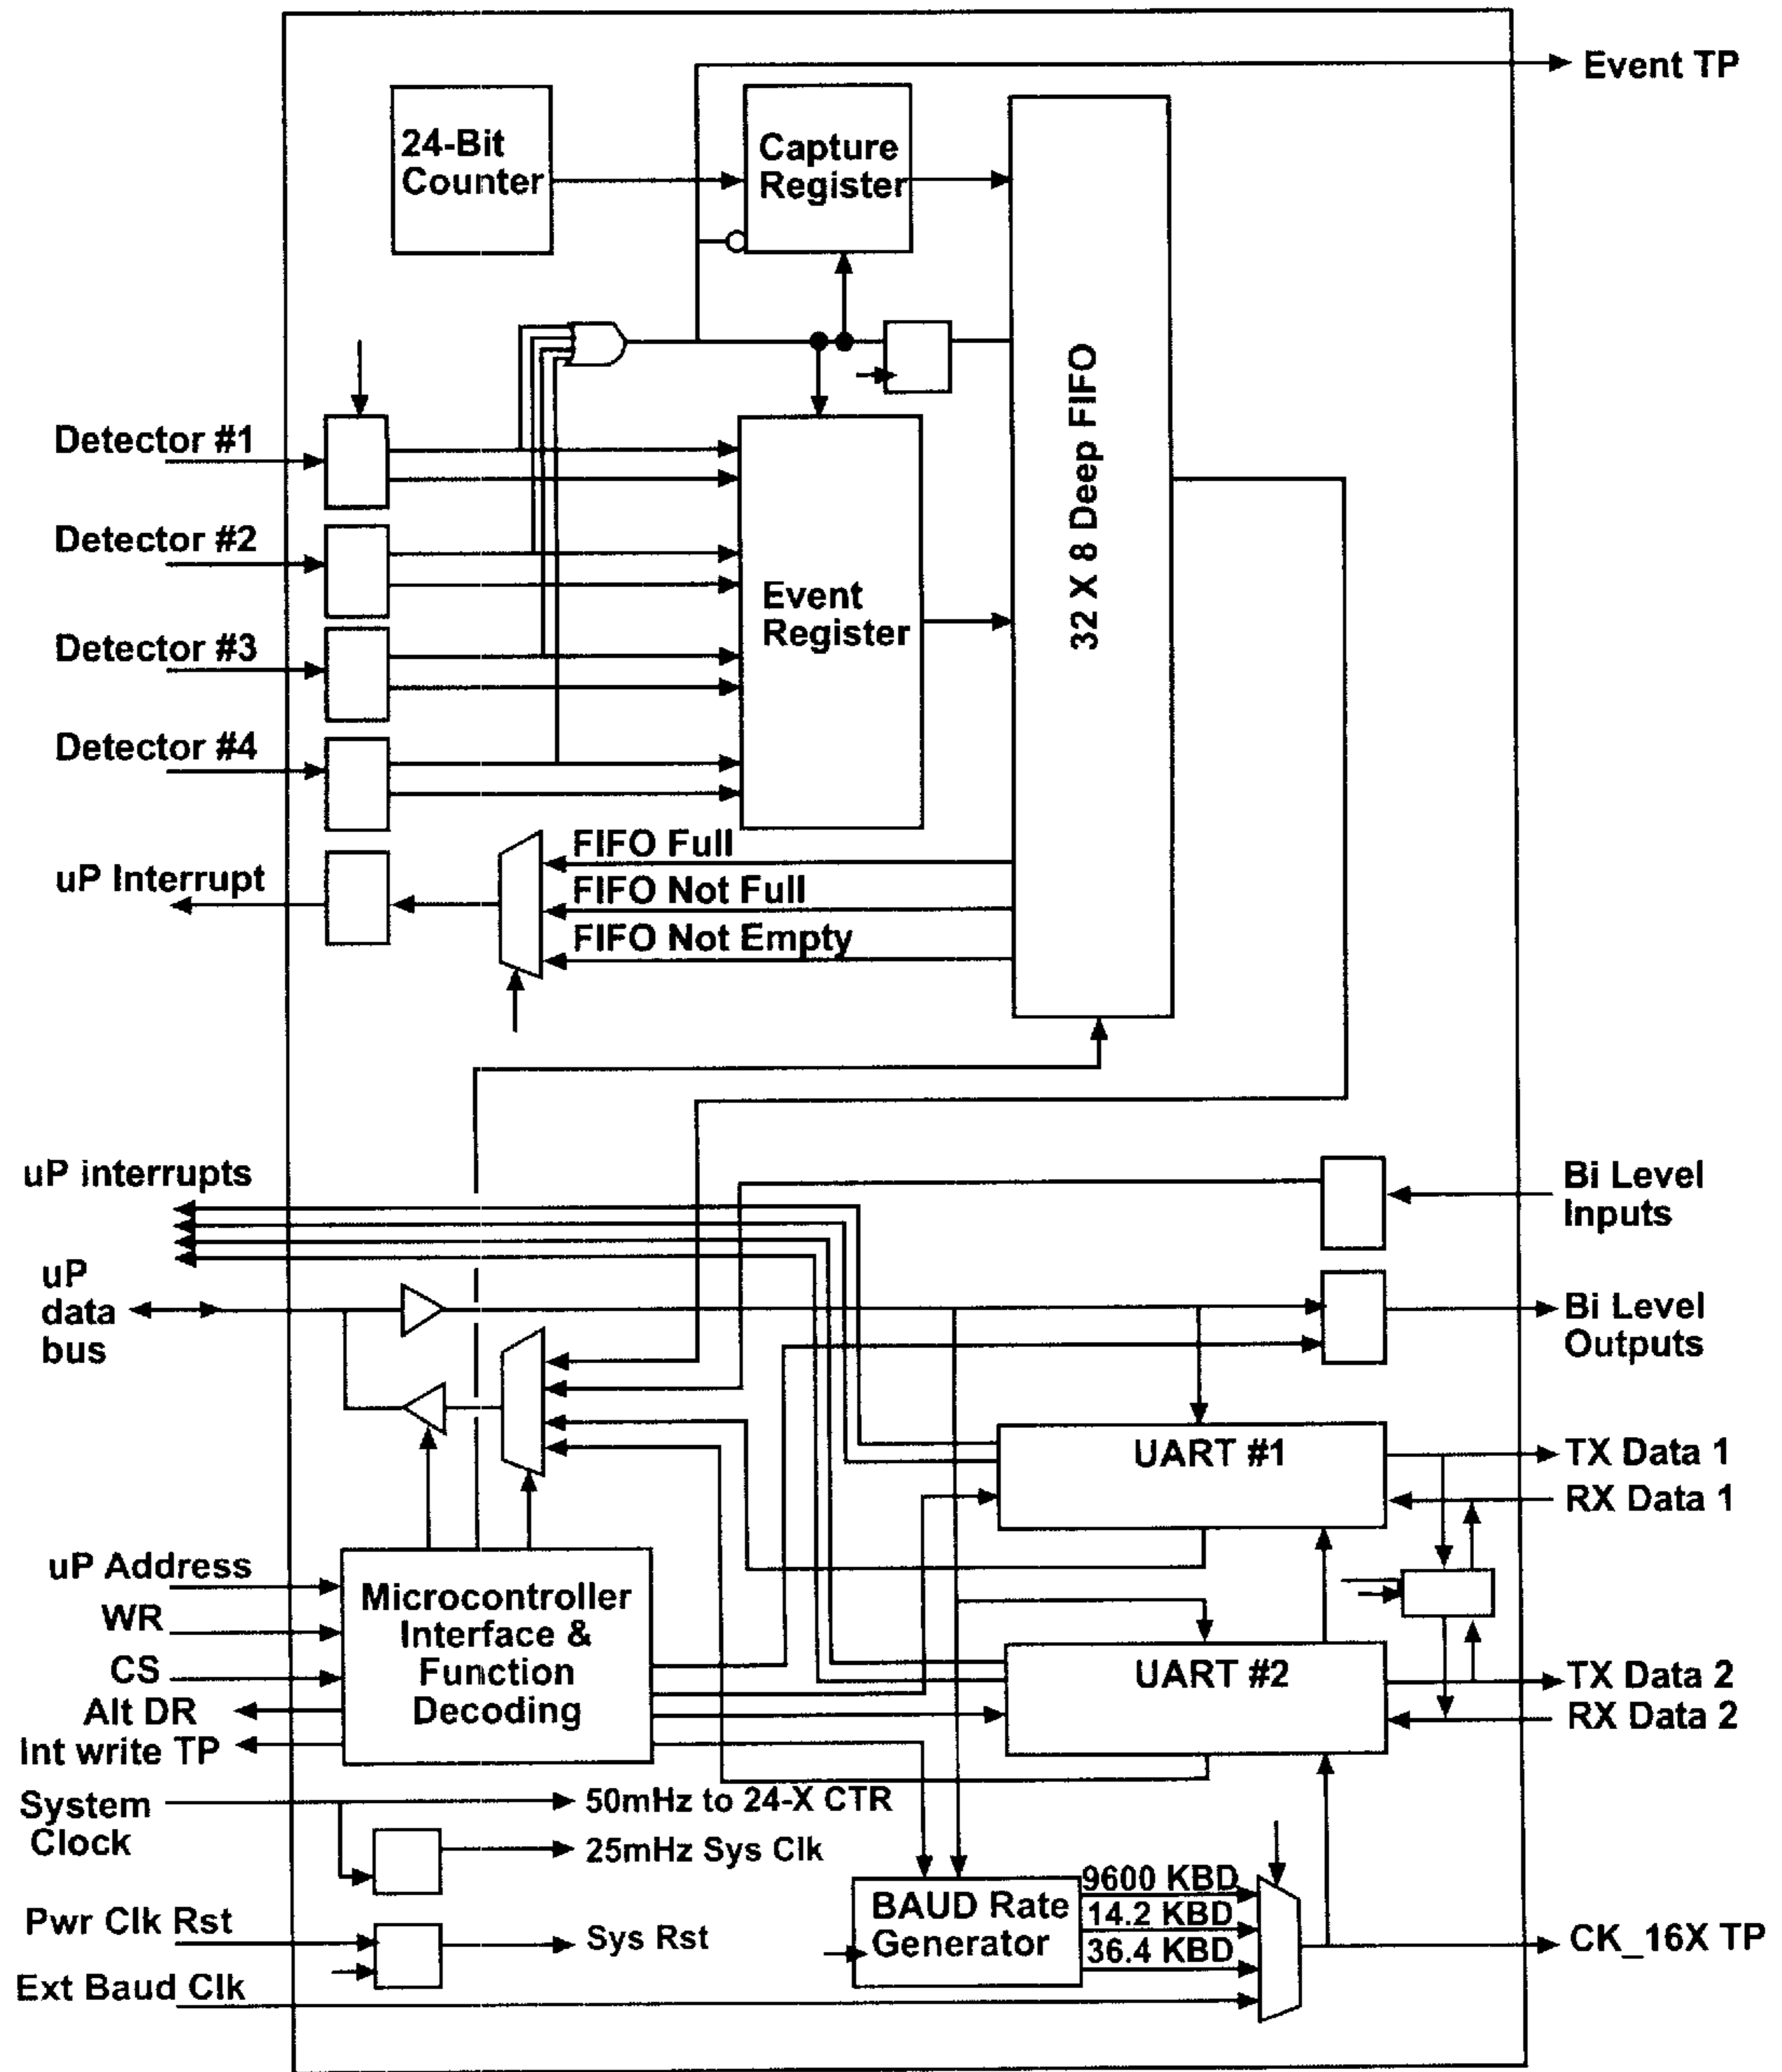 Event TP
24-Bit
Counter
Capture
Register
32 X 8 Deep FIFO
Detector #1
Detector #2
Detector #3
Detector #4
Event
Register
uP Interrupt
FIFO Full
FIFO Not Full
FIFO Not Empty
uP interrupts
Bi Level
Inputs
uP
data
bus
Bi Level
Outputs
UART #1
TX Data 1
RX Data 1
uP Address
WR
CS
Alt DR
Int write TP
Microcontroller
Interface &
Function
Decoding
UART #2
TX Data 2
RX Data 2
System
Clock
50mHz to 24-X CTR
25mHz Sys Clk
Pwr Clk Rst
Sys Rst
Ext Baud Clk
BAUD Rate
Generator
9600 KBD
14.2 KBD
36.4 KBD
CK_16X TP